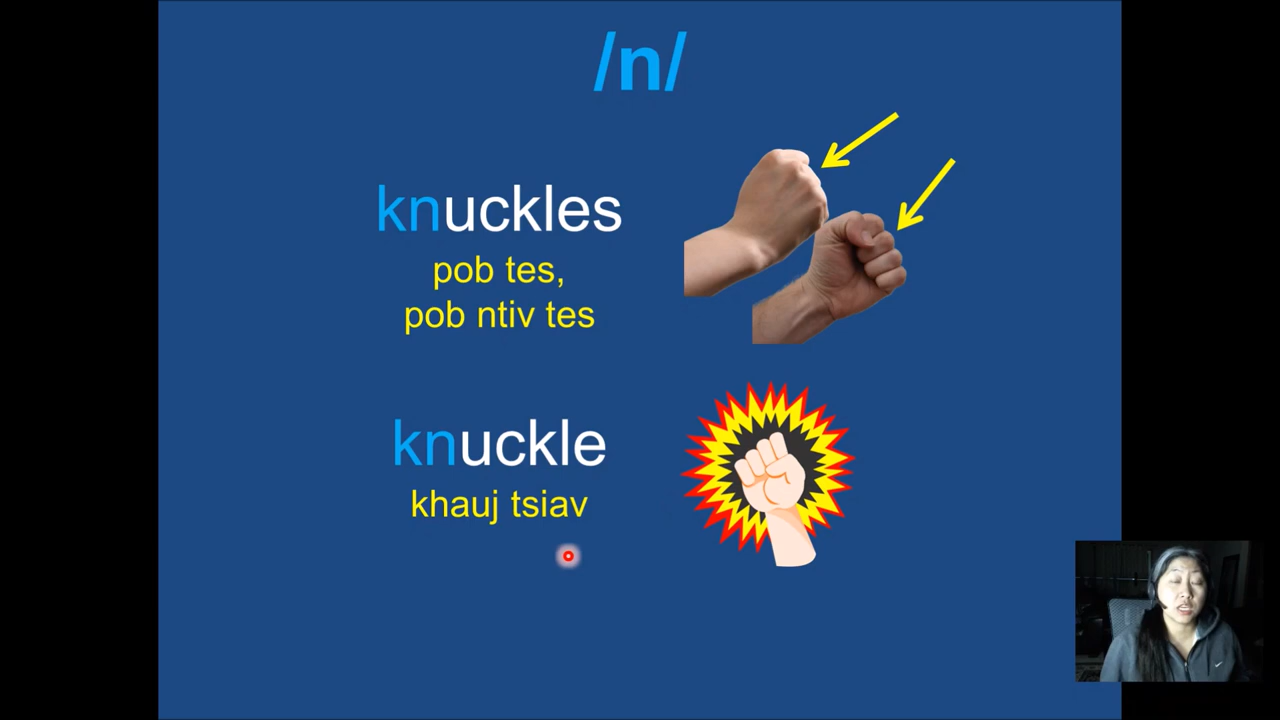 /n/
knuckles
pob tes,
pob ntiv tes
knuckle
khauj tsiav